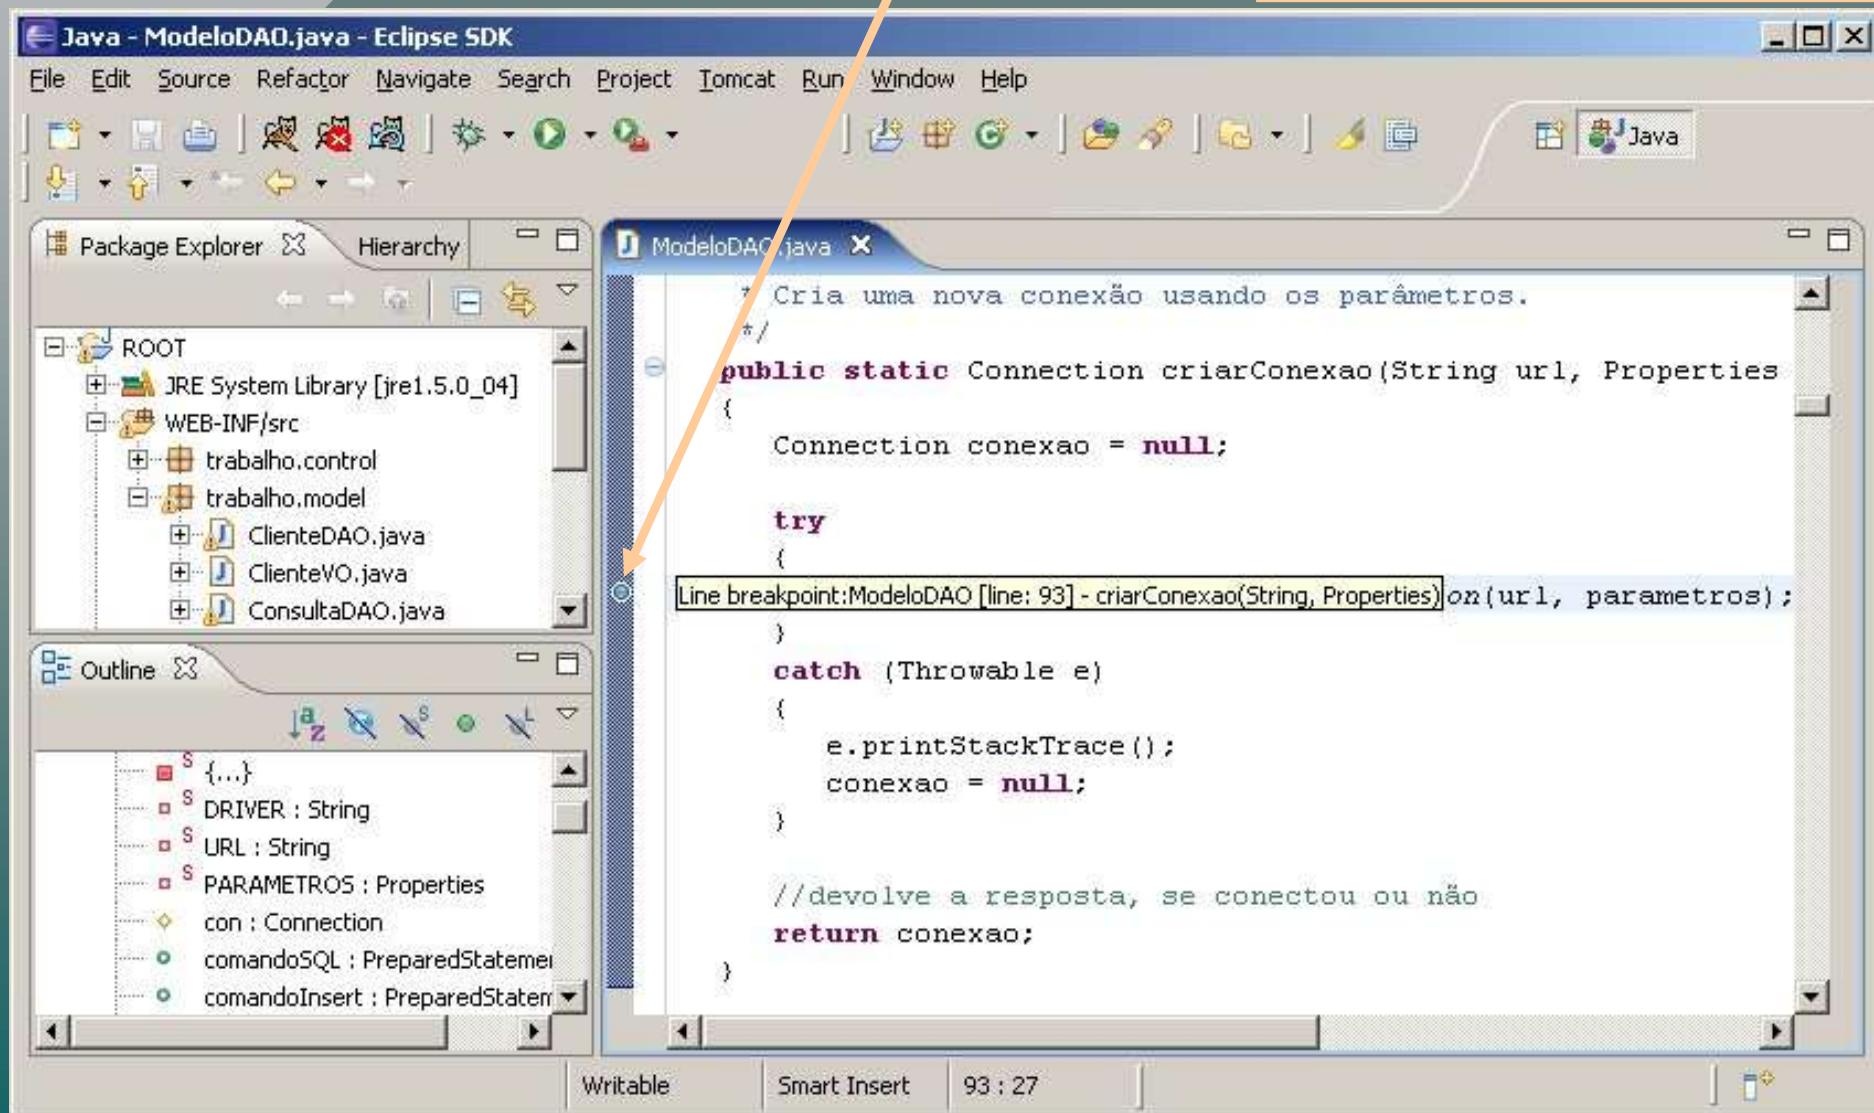 Java - ModeloDAO.java - Eclipse SDK
File Edit Source Refactor Navigate Search Project Tomcat Run Window Help
Java
Package Explorer Hierarchy
ROOT
JRE System Library [jre1.5.0_04]
WEB-INF/src
trabalho.control
trabalho.model
ClienteDAO.java
ClienteVO.java
ConsultaDAO.java
Outline
S {...}
S DRIVER : String
S URL : String
S PARAMETROS : Properties
con : Connection
comandoSQL : PreparedStatemen
comandoInsert : PreparedStatem
ModeloDAO.java
* Cria uma nova conexão usando os parâmetros.
*/
public static Connection criarConexao(String url, Properties
{
Connection conexao = null;
try
{
Line breakpoint:ModeloDAO [line: 93] - criarConexao(String, Properties) on(url, parametros);
}
catch (Throwable e)
{
e.printStackTrace();
conexao = null;
}
//devolve a resposta, se conectou ou não
return conexao;
}
Writable Smart Insert 93 : 27